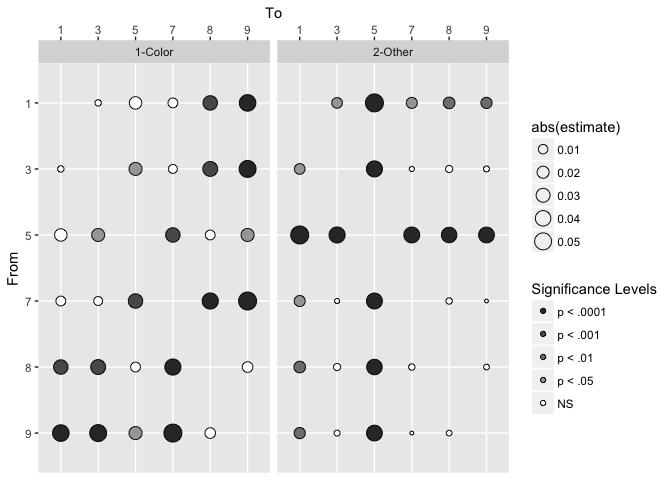 To
1 3 5 7 8 9 1 3 5 7 8 9
1-Color 2-Other
From
1
3
5
7
8
9
abs(estimate)
0.01
0.02
0.03
0.04
0.05
Significance Levels
p < .0001
p < .001
p < .01
p < .05
NS